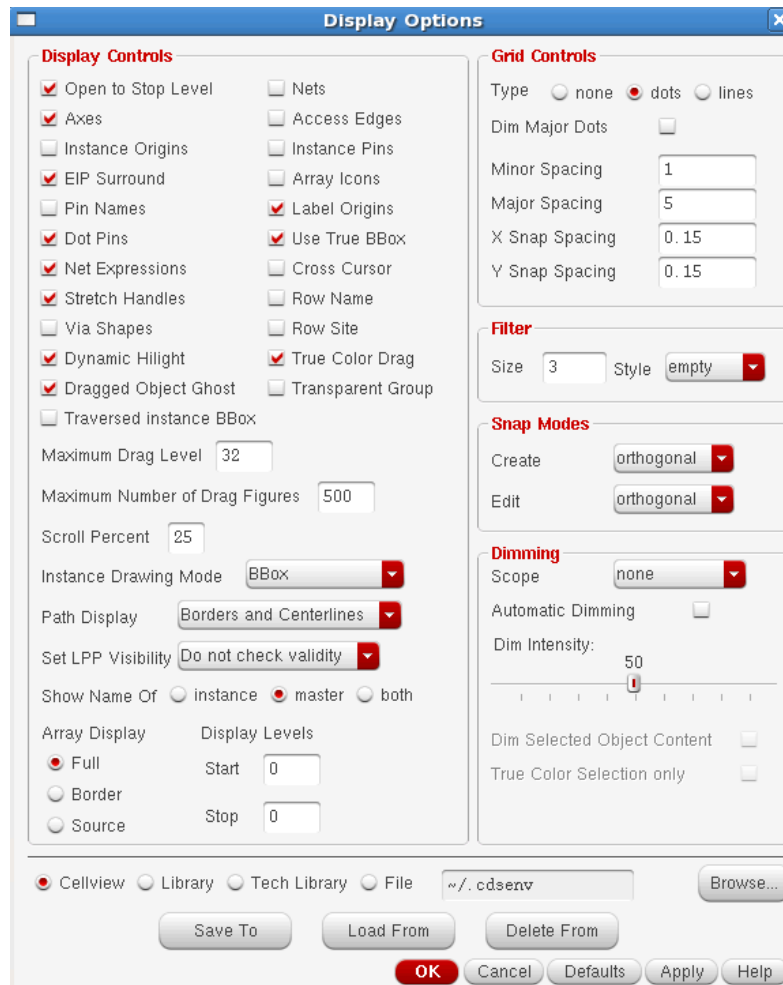 Display Options
Display Controls
Open to Stop Level Nets
Axes Access Edges
Instance Origins Instance Pins
EIP Surround Array Icons
Pin Names Label Origins
Dot Pins Use True BBox
Net Expressions Cross Cursor
Stretch Handles Row Name
Via Shapes Row Site
Dynamic Hilight True Color Drag
Dragged Object Ghost Transparent Group
Traversed instance BBox
Maximum Drag Level 32
Maximum Number of Drag Figures 500
Scroll Percent 25
Instance Drawing Mode BBox
Path Display Borders and Centerlines
Set LPP Visibility Do not check validity
Show Name Of instance master both
Array Display Display Levels
Full Start 0
Border
Source Stop 0
Grid Controls
Type none dots lines
Dim Major Dots
Minor Spacing 1
Major Spacing 5
X Snap Spacing 0.15
Y Snap Spacing 0.15
Filter
Size 3 Style empty
Snap Modes
Create orthogonal
Edit orthogonal
Dimming
Scope none
Automatic Dimming
Dim Intensity:
50
Dim Selected Object Content
True Color Selection only
Cellview Library Tech Library File ~/.cdsenv Browse...
Save To Load From Delete From
OK Cancel Defaults Apply Help